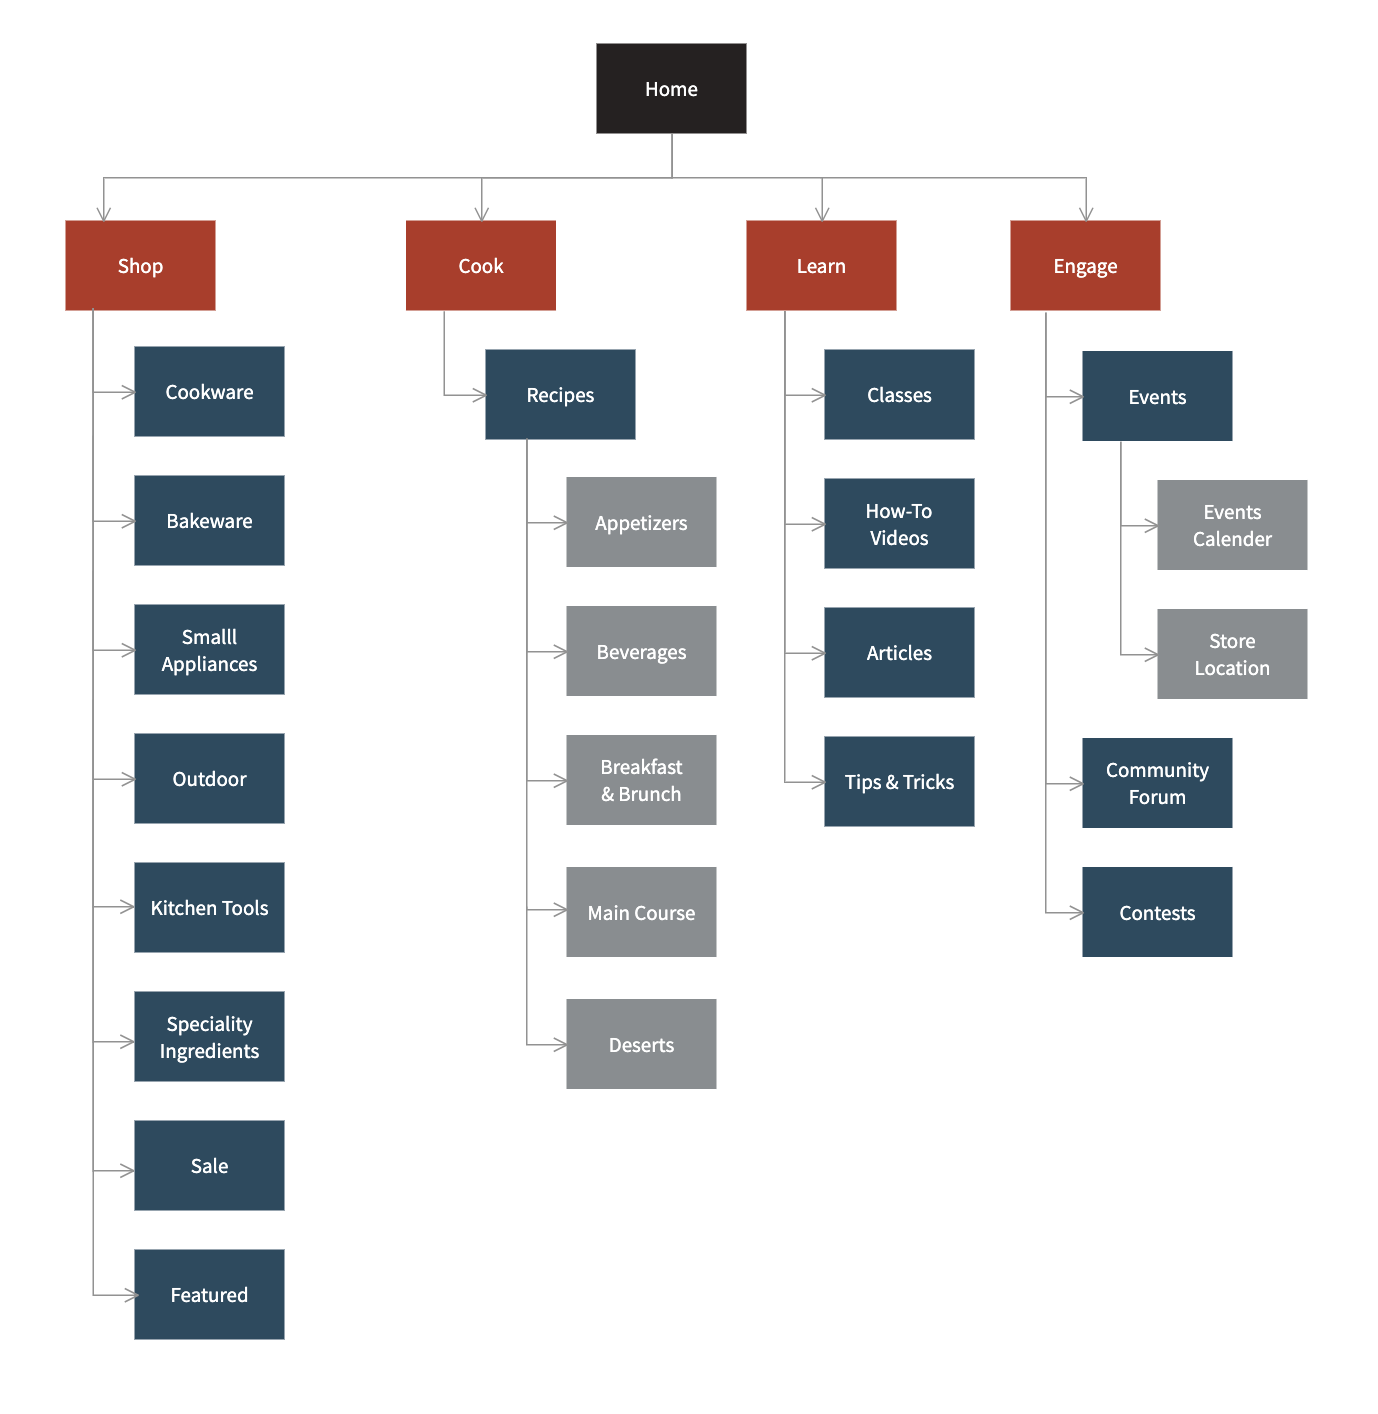 Home
Shop
Cookware
Bakeware
Smalll
Appliances
Outdoor
Kitchen Tools
Speciality
Ingredients
Sale
Featured
Cook
Recipes
Appetizers
Beverages
Breakfast
& Brunch
Main Course
Deserts
Learn
Classes
How-To
Videos
Articles
Tips & Tricks
Engage
Events
Events
Calender
Store
Location
Community
Forum
Contests